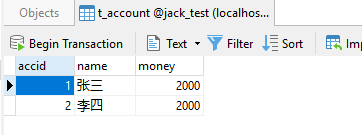 Objects t_account @jack_test (localhos...
Begin Transaction Text Filter Sort Im
accid name money
1 张三 2000
2 李四 2000